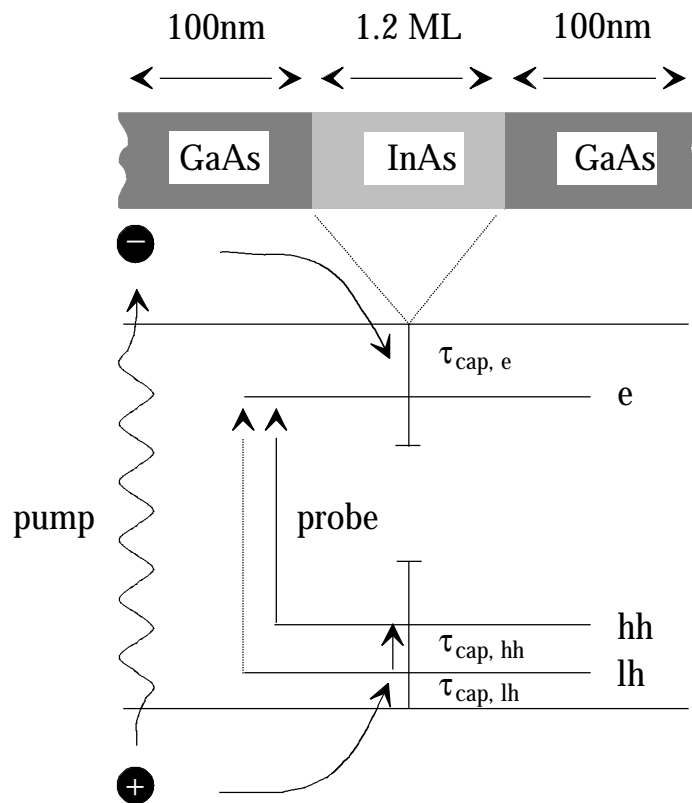 100nm 1.2 ML 100nm
GaAs InAs GaAs
−
τcap, e
e
pump probe
hh
τcap, hh
lh
τcap, lh
+